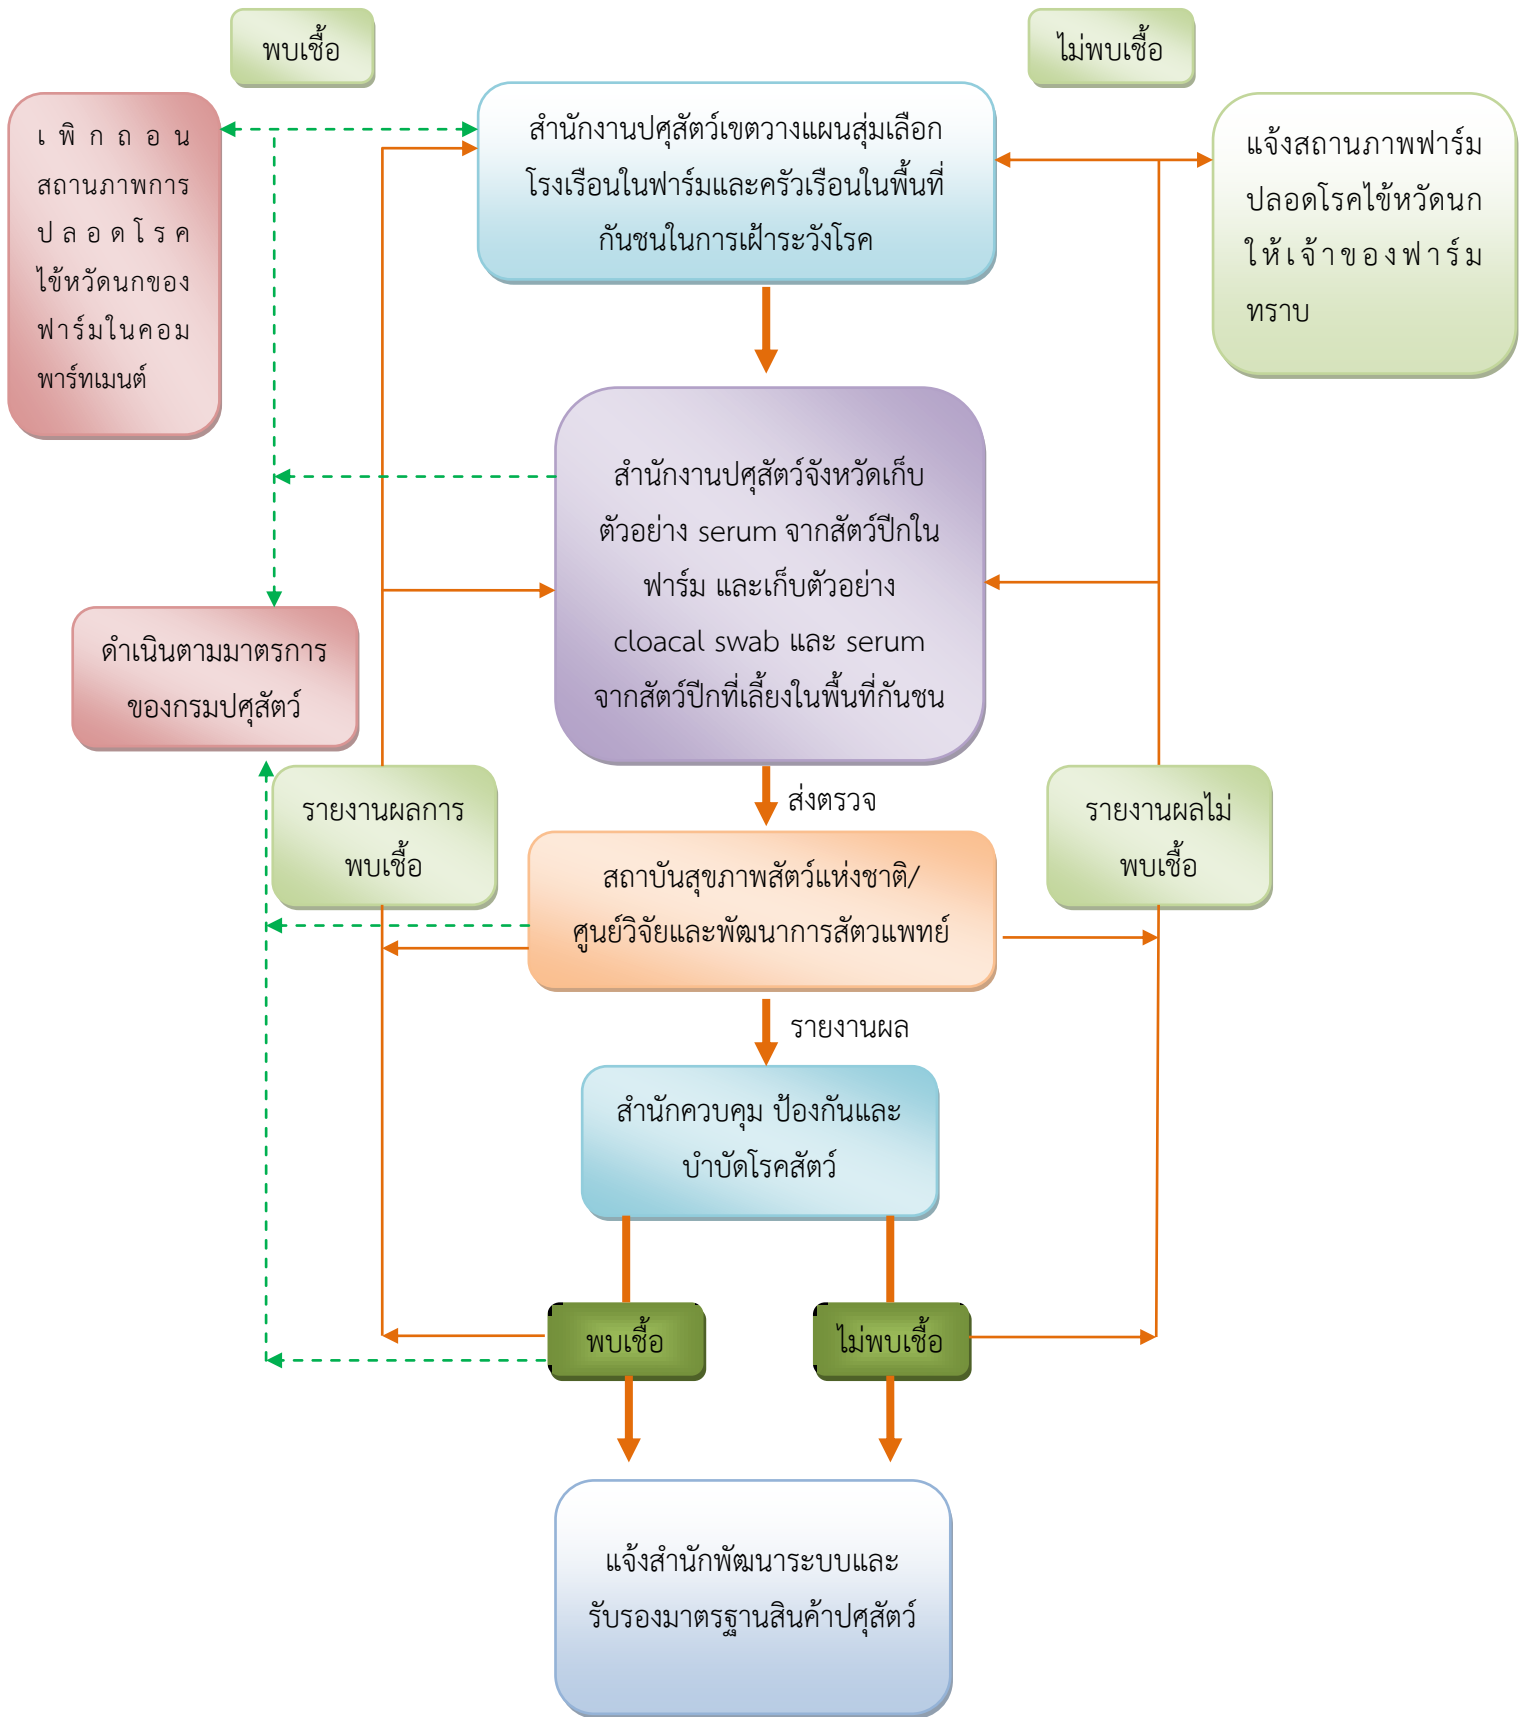 พบเชื้อ
ไม่พบเชื้อ
เพิกถอน
สถานภาพการ
ปลอดโรค
ไข้หวัดนกของ
ฟาร์มในคอม
พาร์ทเมนต์
สำนักงานปศุสัตว์เขตวางแผนสุ่มเลือก
โรงเรือนในฟาร์มและครัวเรือนในพื้นที่
กันชนในการเฝ้าระวังโรค
แจ้งสถานภาพฟาร์ม
ปลอดโรคไข้หวัดนก
ให้เจ้าของฟาร์ม
ทราบ
สำนักงานปศุสัตว์จังหวัดเก็บ
ตัวอย่าง serum จากสัตว์ปีกใน
ฟาร์ม และเก็บตัวอย่าง
cloacal swab และ serum
จากสัตว์ปีกที่เลี้ยงในพื้นที่กันชน
ดำเนินตามมาตรการ
ของกรมปศุสัตว์
ส่งตรวจ
รายงานผลการ
พบเชื้อ
รายงานผลไม่
พบเชื้อ
สถาบันสุขภาพสัตว์แห่งชาติ/
ศูนย์วิจัยและพัฒนาการสัตวแพทย์
รายงานผล
สำนักควบคุม ป้องกันและ
บำบัดโรคสัตว์
พบเชื้อ
ไม่พบเชื้อ
แจ้งสำนักพัฒนาระบบและ
รับรองมาตรฐานสินค้าปศุสัตว์